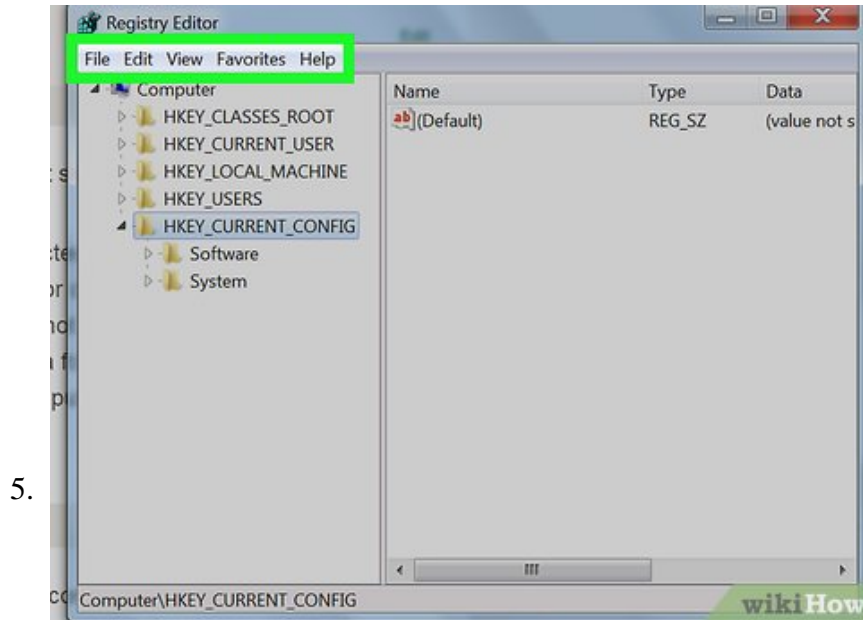 Registry Editor
File Edit View Favorites Help
Computer
HKEY_CLASSES_ROOT
HKEY_CURRENT_USER
HKEY_LOCAL_MACHINE
HKEY_USERS
HKEY_CURRENT_CONFIG
Software
System
Name Type Data
ab (Default) REG_SZ (value not s
5.
Computer\HKEY_CURRENT_CONFIG
wikiHow